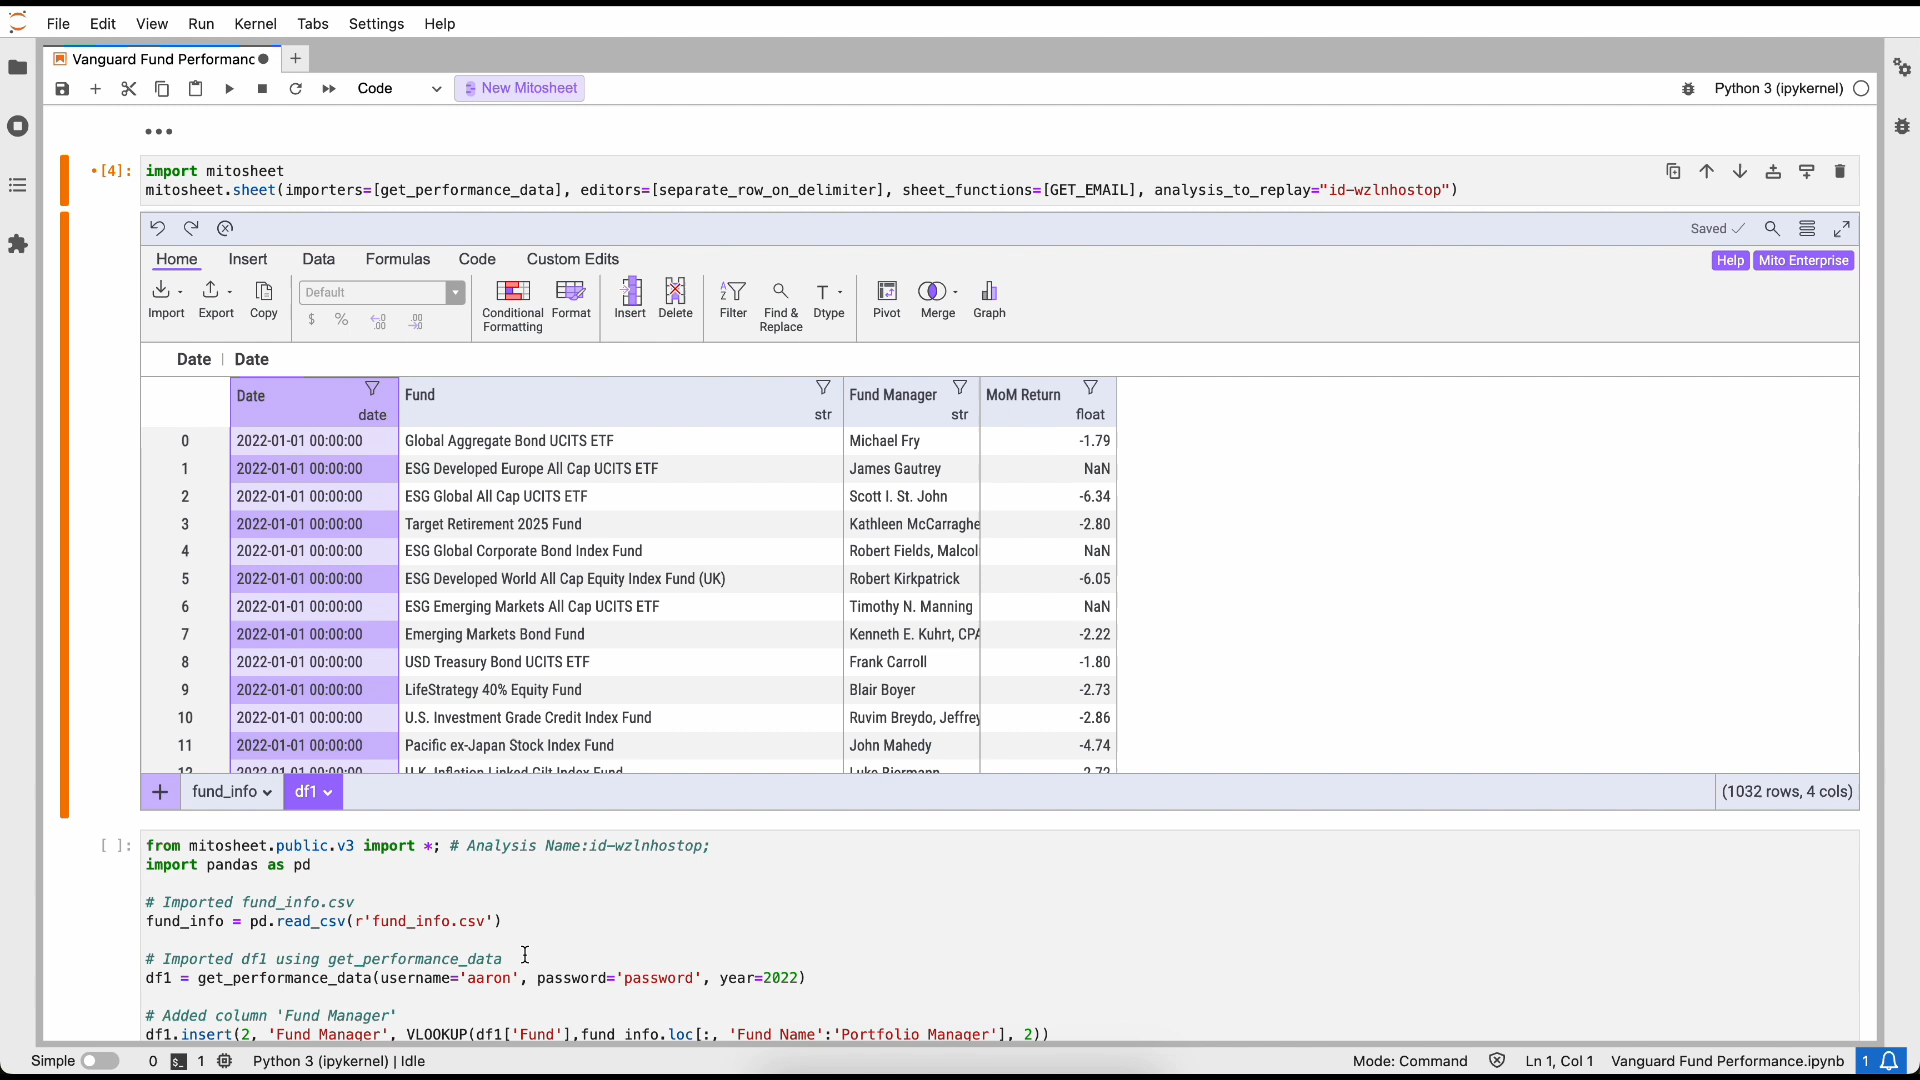 File Edit View Run Kernel Tabs Settings Help
Vanguard Fund Performanc
Code New Mitosheet Python 3 (ipykernel)
[4]: import mitosheet
mitosheet.sheet(importers=[get_performance_data], editors=[separate_row_on_delimiter], sheet_functions=[GET_EMAIL], analysis_to_replay="id-wzlnhostop")
Saved
Home Insert Data Formulas Code Custom Edits Help Mito Enterprise
Default
$ % .00 .00
Import Export Copy Conditional Formatting Format Insert Delete Filter Find & Replace Dtype Pivot Merge Graph
Date Date
Date Fund Fund Manager MoM Return
date str str float
0 2022-01-01 00:00:00 Global Aggregate Bond UCITS ETF Michael Fry -1.79
1 2022-01-01 00:00:00 ESG Developed Europe All Cap UCITS ETF James Gautrey NaN
2 2022-01-01 00:00:00 ESG Global All Cap UCITS ETF Scott I. St. John -6.34
3 2022-01-01 00:00:00 Target Retirement 2025 Fund Kathleen McCarraghe -2.80
4 2022-01-01 00:00:00 ESG Global Corporate Bond Index Fund Robert Fields, Malcol NaN
5 2022-01-01 00:00:00 ESG Developed World All Cap Equity Index Fund (UK) Robert Kirkpatrick -6.05
6 2022-01-01 00:00:00 ESG Emerging Markets All Cap UCITS ETF Timothy N. Manning NaN
7 2022-01-01 00:00:00 Emerging Markets Bond Fund Kenneth E. Kuhrt, CPA -2.22
8 2022-01-01 00:00:00 USD Treasury Bond UCITS ETF Frank Carroll -1.80
9 2022-01-01 00:00:00 LifeStrategy 40% Equity Fund Blair Boyer -2.73
10 2022-01-01 00:00:00 U.S. Investment Grade Credit Index Fund Ruvim Breydo, Jeffrey -2.86
11 2022-01-01 00:00:00 Pacific ex-Japan Stock Index Fund John Mahedy -4.74
12 2022-01-01 00:00:00 U.K. Inflation Linked Gilt Index Fund
fund_info df1 (1032 rows, 4 cols)
[ ]: from mitosheet.public.v3 import *; # Analysis Name:id-wzlnhostop;
import pandas as pd
# Imported fund_info.csv
fund_info = pd.read_csv(r'fund_info.csv')
# Imported df1 using get_performance_data
df1 = get_performance_data(username='aaron', password='password', year=2022)
# Added column 'Fund Manager'
df1.insert(2, 'Fund Manager', VLOOKUP(df1['Fund'],fund_info.loc[:, 'Fund Name':'Portfolio Manager'], 2))
Simple 0 1 Python 3 (ipykernel) | Idle Mode: Command Ln 1, Col 1 Vanguard Fund Performance.ipynb 1